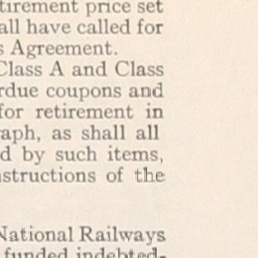 tirement price set
all have called for
s Agreement.
Class A and Class
rdue coupons and
for retirement in
raph, as shall all
d by such items,
nstructions of the
National Railways
funded indebted-